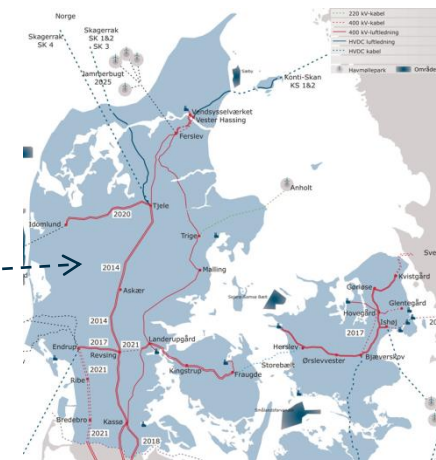 Norge
Skagerrak
SK 4
Skagerrak
SK 1&2
SK 3
Jammerbugt
2025
220 kV-kabel
400 kV-kabel
400 kV-luftledning
HVDC luftledning
HVDC kabel
Havmøllepark
Område
Konti-Skan
KS 1&2
Vendsysselværket
Vester Hassing
Ferslev
Anholt
Tjele
2020
Idomlund
Trige
2014
Malling
Askær
2014
2017
Endrup
Revsing
2021
Landerupgård
2021
Ribe
Kingstrup
Fraugde
Bredebro
2021
Kassø
2018
Storebælt
Herslev
Ørslevvester
Bjæverskov
2017
Ishøj
Hovegård
Glentegård
Gørløse
Kvistgård
Sve